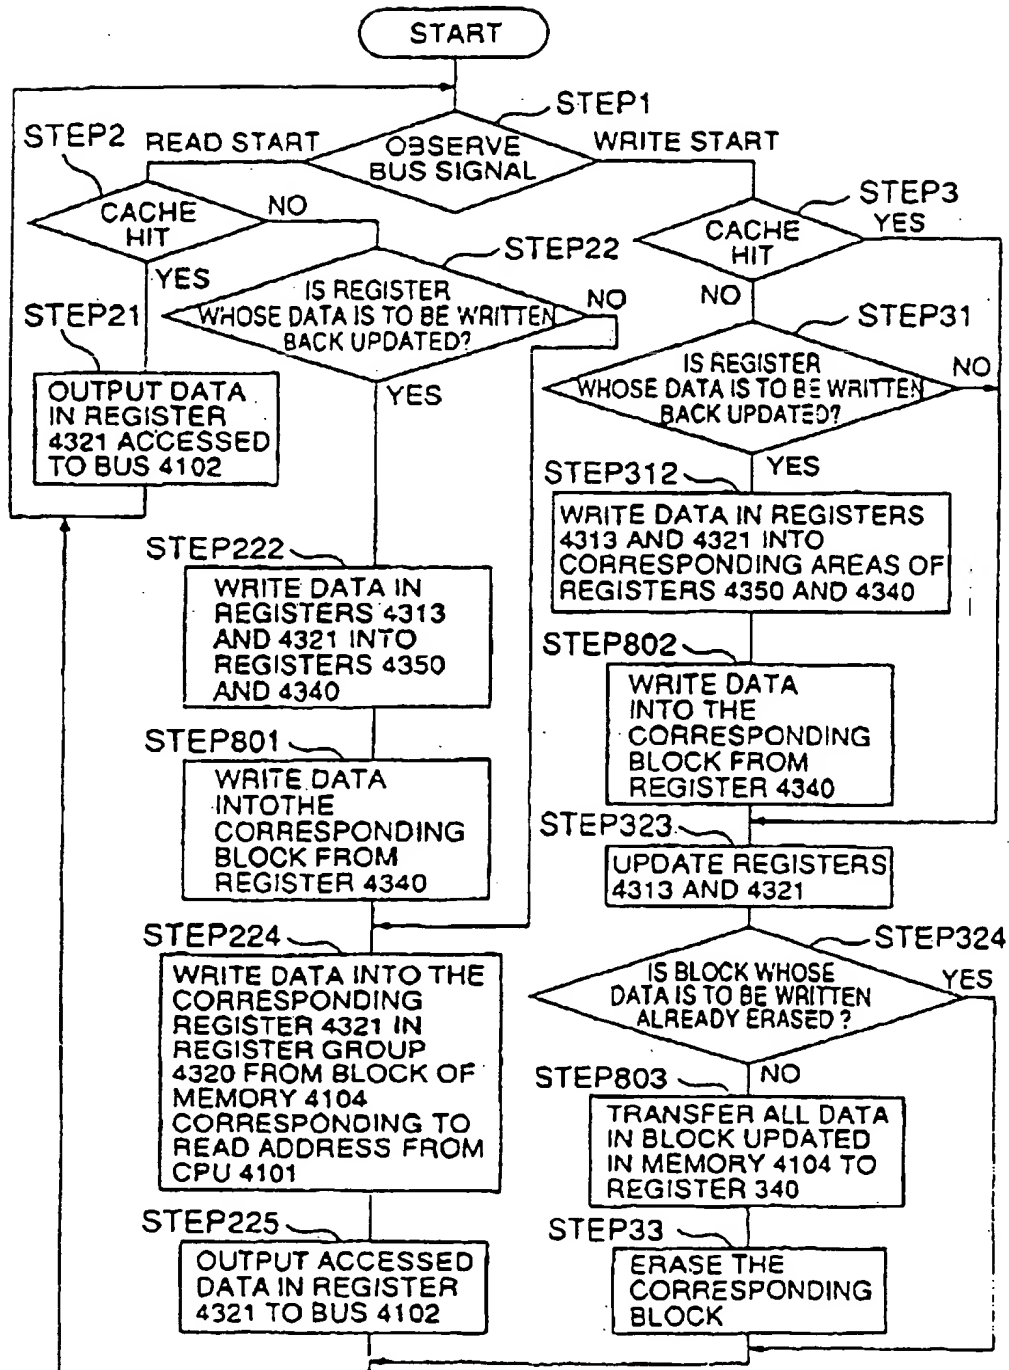 START
STEP1
OBSERVE
BUS SIGNAL
READ START
WRITE START
STEP2
CACHE
HIT
NO
YES
STEP3
CACHE
HIT
YES
NO
STEP22
IS REGISTER
WHOSE DATA IS TO BE WRITTEN
BACK UPDATED?
NO
YES
STEP21
OUTPUT DATA
IN REGISTER
4321 ACCESSED
TO BUS 4102
STEP31
IS REGISTER
WHOSE DATA IS TO BE WRITTEN
BACK UPDATED?
NO
YES
STEP222
WRITE DATA IN
REGISTERS 4313
AND 4321 INTO
REGISTERS 4350
AND 4340
STEP801
WRITE DATA
INTOTHE
CORRESPONDING
BLOCK FROM
REGISTER 4340
STEP224
WRITE DATA INTO THE
CORRESPONDING
REGISTER 4321 IN
REGISTER GROUP
4320 FROM BLOCK OF
MEMORY 4104
CORRESPONDING TO
READ ADDRESS FROM
CPU 4101
STEP225
OUTPUT ACCESSED
DATA IN REGISTER
4321 TO BUS 4102
STEP312
WRITE DATA IN REGISTERS
4313 AND 4321 INTO
CORRESPONDING AREAS OF
REGISTERS 4350 AND 4340
STEP802
WRITE DATA
INTO THE
CORRESPONDING
BLOCK FROM
REGISTER 4340
STEP323
UPDATE REGISTERS
4313 AND 4321
STEP324
IS BLOCK WHOSE
DATA IS TO BE WRITTEN
ALREADY ERASED ?
YES
NO
STEP803
TRANSFER ALL DATA
IN BLOCK UPDATED
IN MEMORY 4104 TO
REGISTER 340
STEP33
ERASE THE
CORRESPONDING
BLOCK